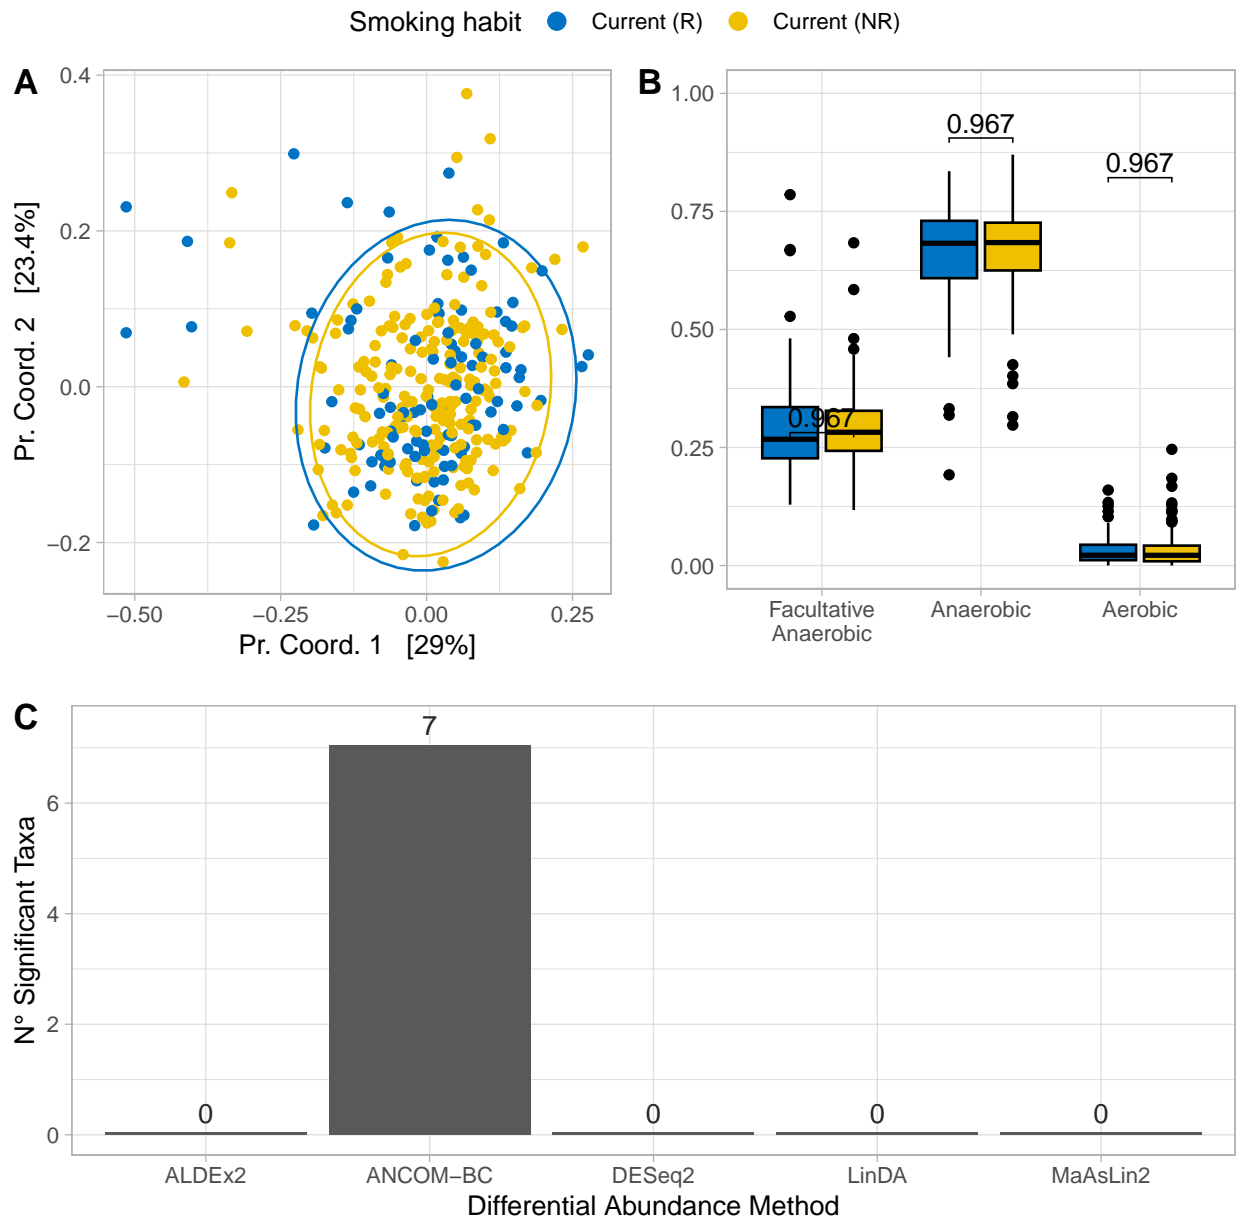 Smoking habit Current (R) Current (NR)
A
0.4
0.2
0.0
−0.2
Pr. Coord. 2 [23.4%]
−0.50 −0.25 0.00 0.25
Pr. Coord. 1 [29%]
B
1.00
0.75
0.50
0.25
0.00
0.967
0.967
0.967
Facultative Anaerobic Aerobic
Anaerobic
C
7
6
4
2
0
0 0 0 0
N° Significant Taxa
ALDEx2 ANCOM−BC DESeq2 LinDA MaAsLin2
Differential Abundance Method